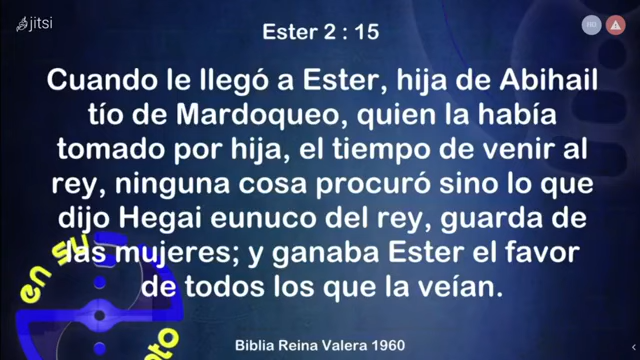 jitsi
Ester 2 : 15
Cuando le llegó a Ester, hija de Abihail
tío de Mardoqueo, quien la había
tomado por hija, el tiempo de venir al
rey, ninguna cosa procuró sino lo que
dijo Hegai eunuco del rey, guarda de
las mujeres; y ganaba Ester el favor
de todos los que la veían.
en su
Biblia Reina Valera 1960